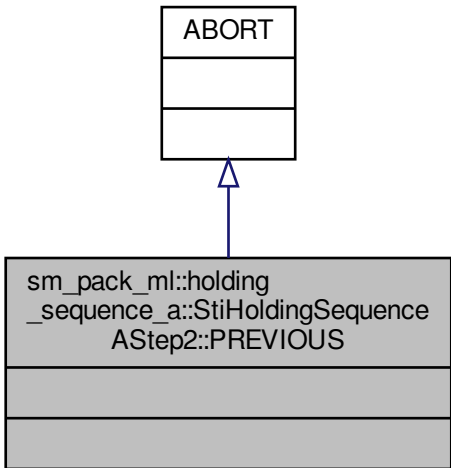 ABORT
sm_pack_ml::holding
_sequence_a::StiHoldingSequence
AStep2::PREVIOUS